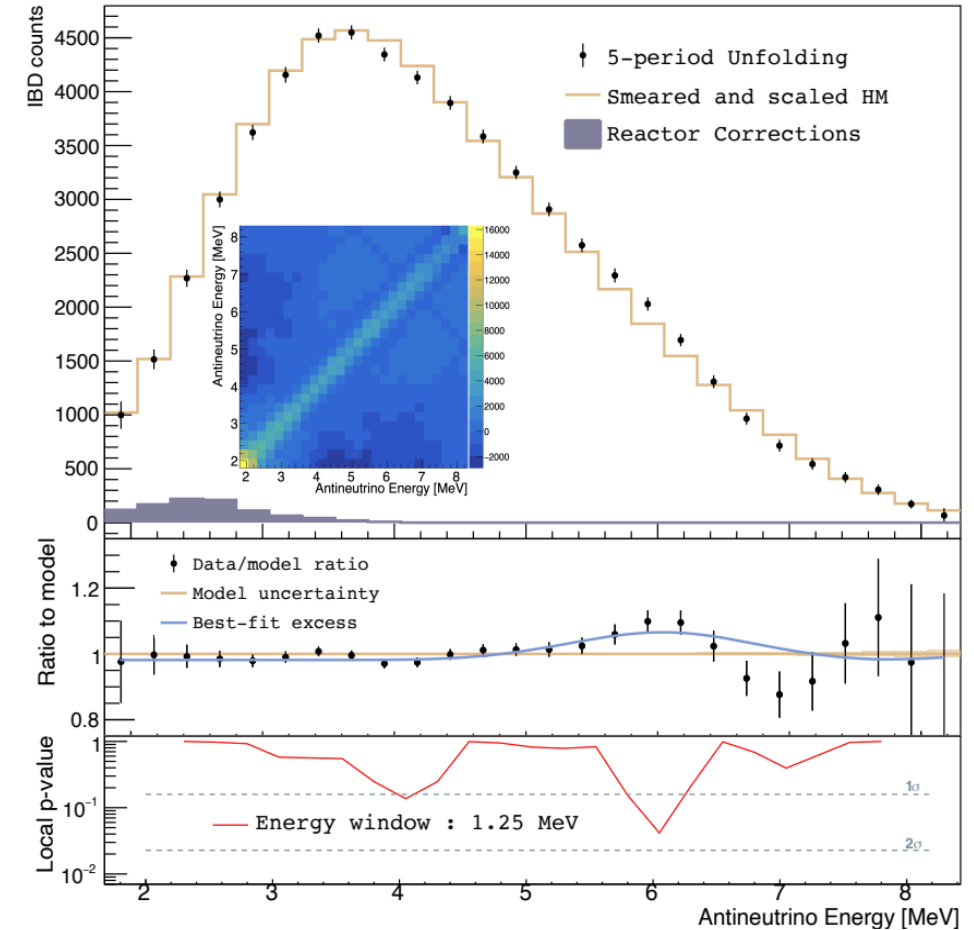 IBD counts
4500
4000
3500
3000
2500
2000
1500
1000
500
0
5-period Unfolding
Smeared and scaled HM
Reactor Corrections
Antineutrino Energy [MeV]
8
7
6
5
4
3
2
2 3 4 5 6 7 8
Antineutrino Energy [MeV]
16000
14000
12000
10000
8000
6000
4000
2000
0
−2000
Ratio to model
1.2
1
0.8
Data/model ratio
Model uncertainty
Best-fit excess
Local p-value
1
10⁻¹
10⁻²
1σ
2σ
Energy window : 1.25 MeV
2 3 4 5 6 7 8
Antineutrino Energy [MeV]